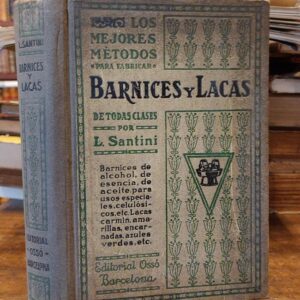 L. SANTINI
BARNICES
Y
LACAS
EDITORIAL
OSSÓ
BARCELONA
LOS
MEJORES
MÉTODOS
PARA FABRICAR
BARNICES Y LACAS
DE TODAS CLASES
POR
L. Santini
Barnices de
alcohol, de
esencia, de
aceite para
usos especia-
les, celulósi-
cos, etc. Lacas
carmín, ama-
rillas, encar-
nadas, azules
verdes, etc.
Editorial Ossó
Barcelona